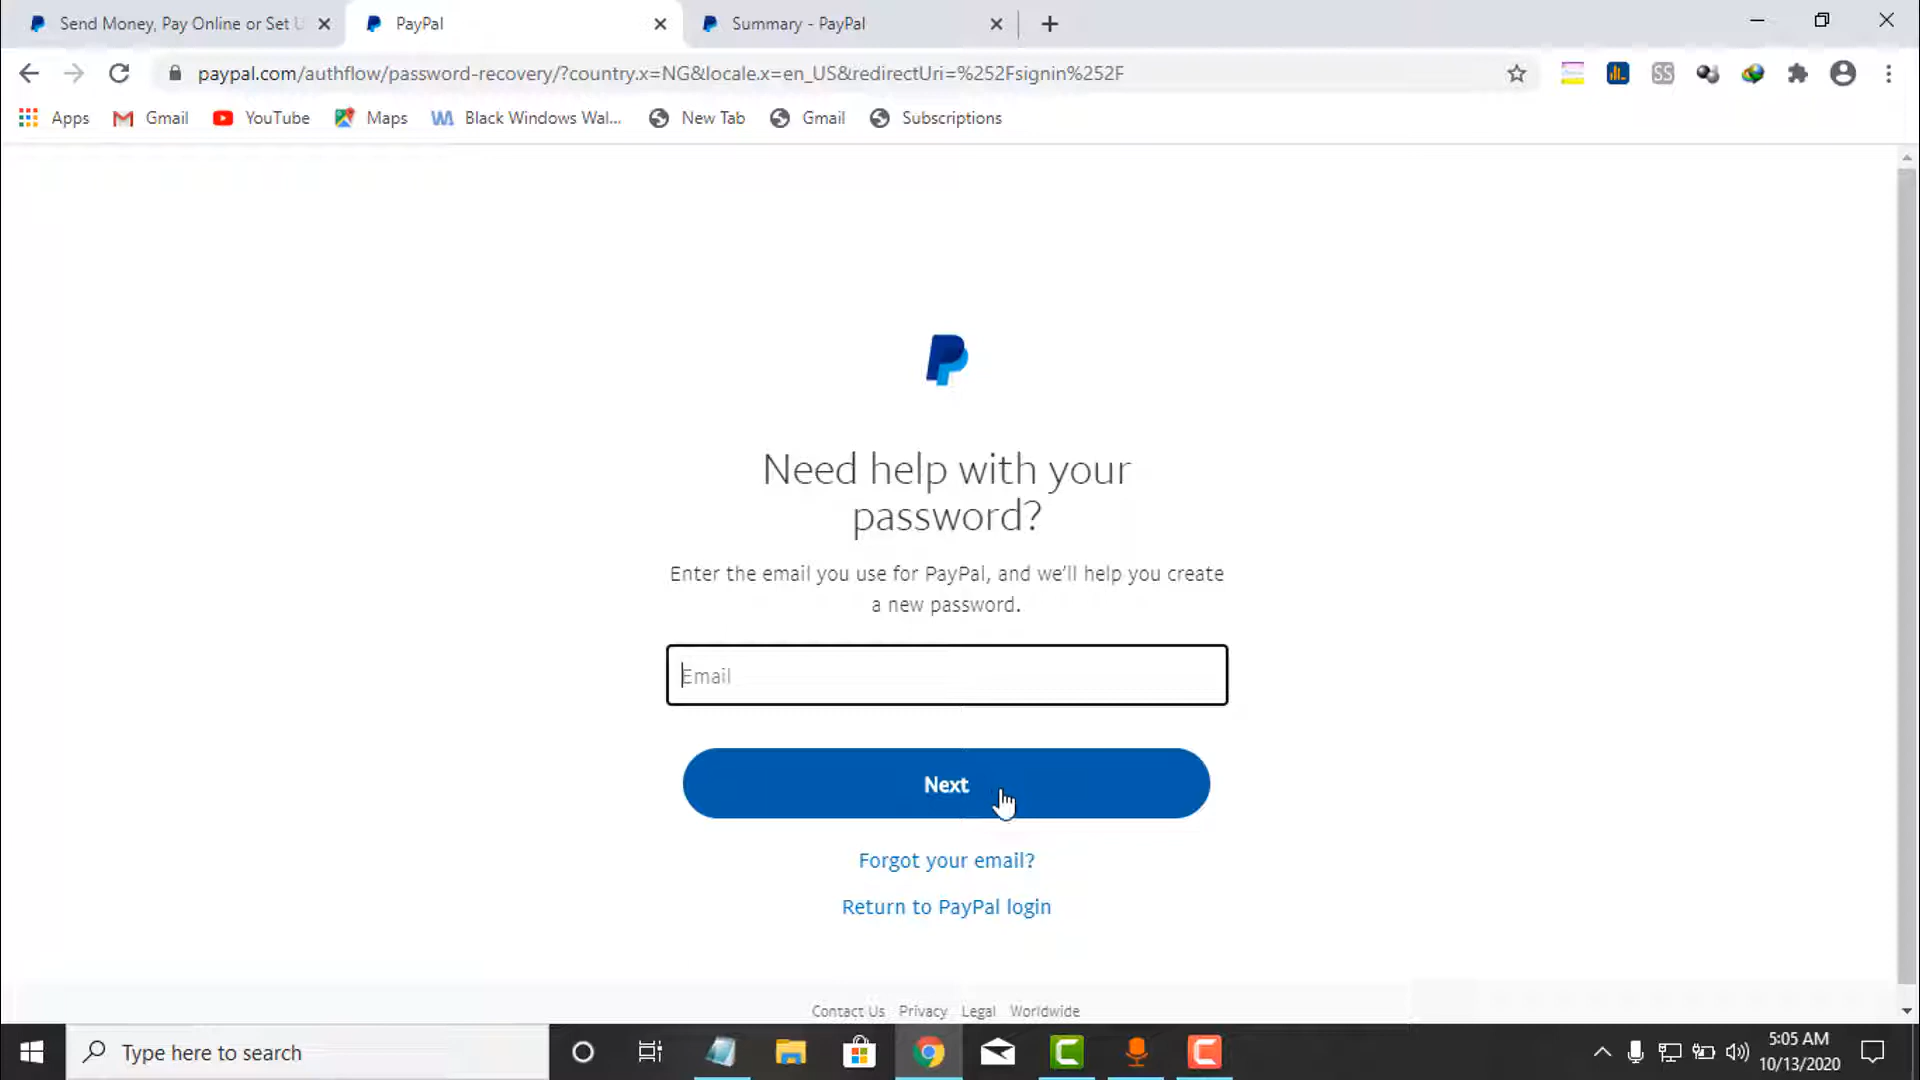 Send Money, Pay Online or Set U
PayPal
Summary - PayPal
paypal.com/authflow/password-recovery/?country.x=NG&locale.x=en_US&redirectUri=%252Fsignin%252F
Apps
Gmail
YouTube
Maps
Black Windows Wal...
New Tab
Gmail
Subscriptions
Need help with your
password?
Enter the email you use for PayPal, and we'll help you create
a new password.
Email
Next
Forgot your email?
Return to PayPal login
Contact Us Privacy Legal Worldwide
Type here to search
5:05 AM
10/13/2020